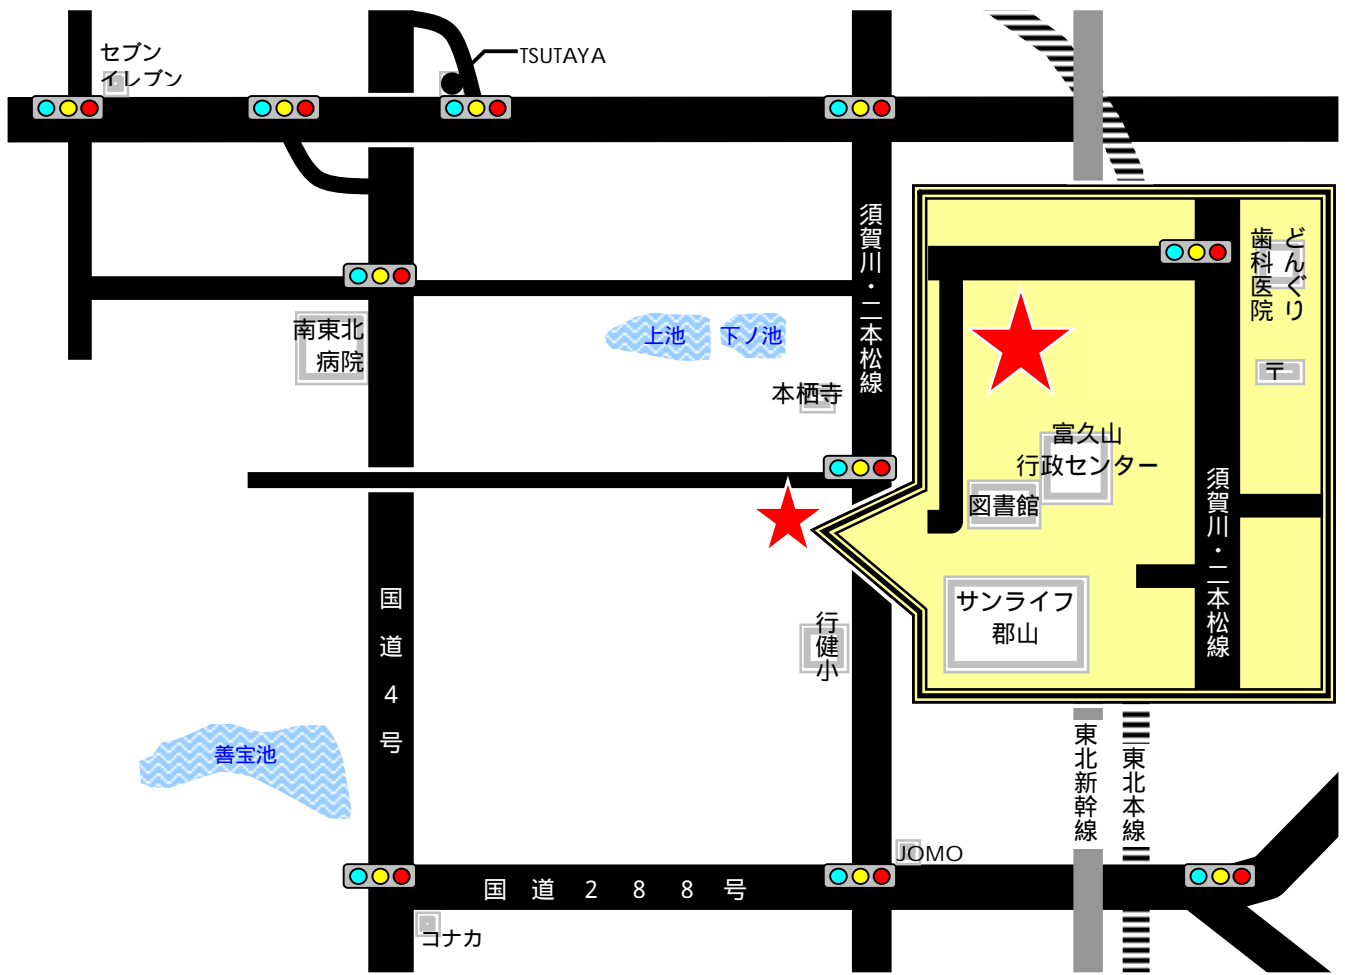 セブン
イレブン
TSUTAYA
須賀川・二本松線
どんぐり
歯科医院
南東北
病院
上池
下ノ池
本栖寺
〒
富久山
行政センター
図書館
須賀川・二本松線
サンライフ
郡山
国道4号
行健小
善宝池
東北新幹線
東北本線
JOMO
国道288号
コナカ